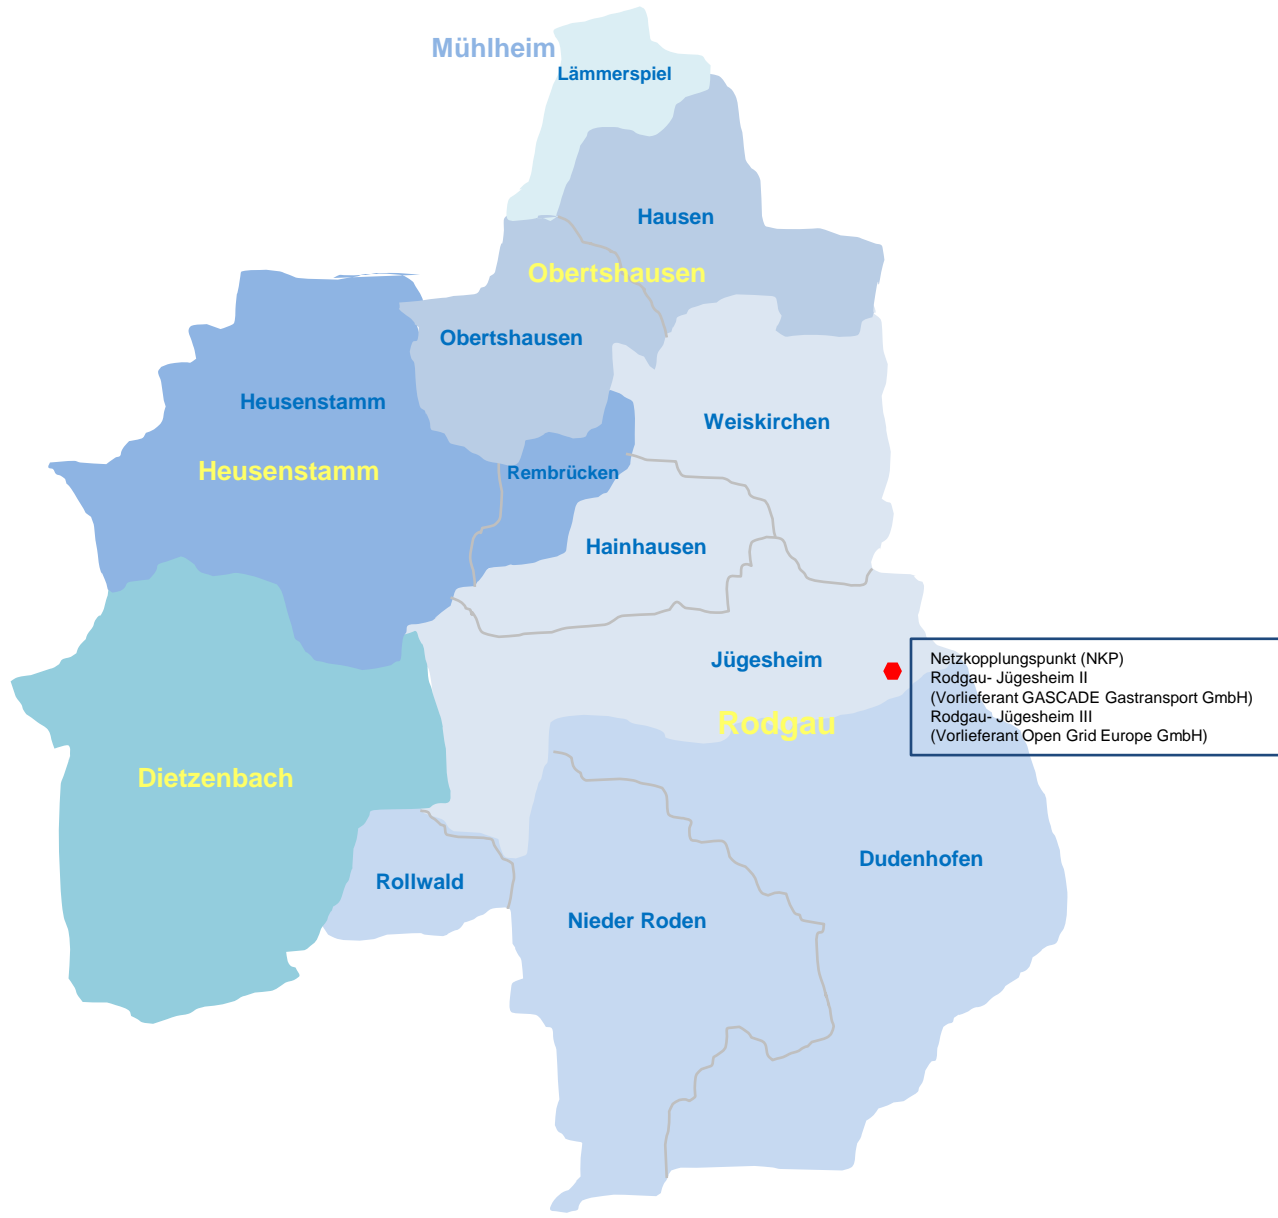 Mühlheim
Lämmerspiel
Hausen
Obertshausen
Obertshausen
Heusenstamm
Weiskirchen
Heusenstamm
Rembrücken
Hainhausen
Jügesheim
Netzkopplungspunkt (NKP)
Rodgau- Jügesheim II
(Vorlieferant GASCADE Gastransport GmbH)
Rodgau- Jügesheim III
(Vorlieferant Open Grid Europe GmbH)
Rodgau
Dietzenbach
Dudenhofen
Rollwald
Nieder Roden